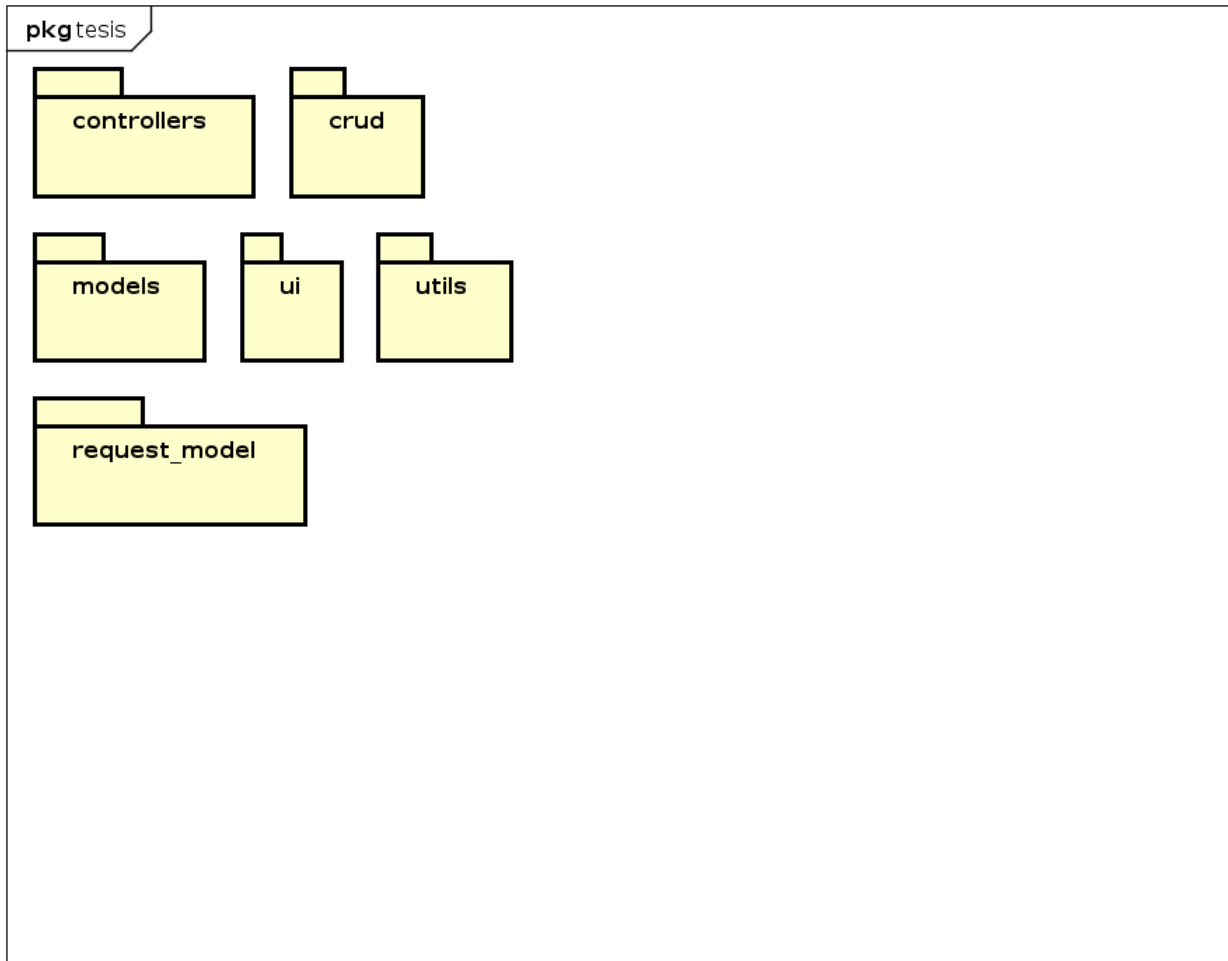 pkg tesis
controllers
crud
models
ui
utils
request_model